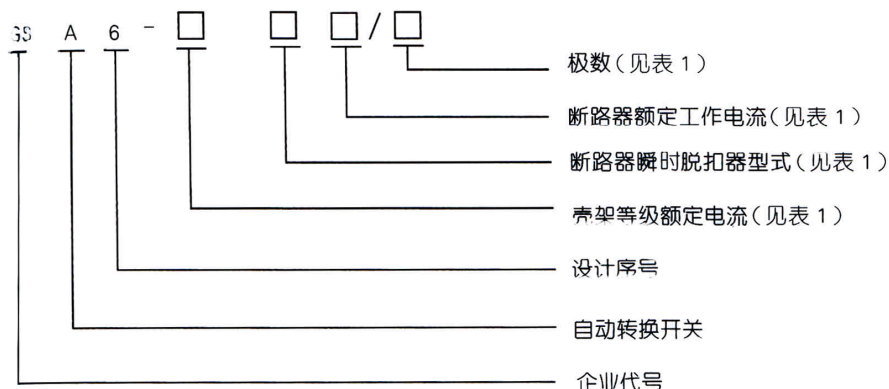 GS A 6 - □ □ □ / □
极数(见表 1)
断路器额定工作电流(见表 1)
断路器瞬时脱扣器型式(见表 1)
壳架等级额定电流(见表 1)
设计序号
自动转换开关
企业代号